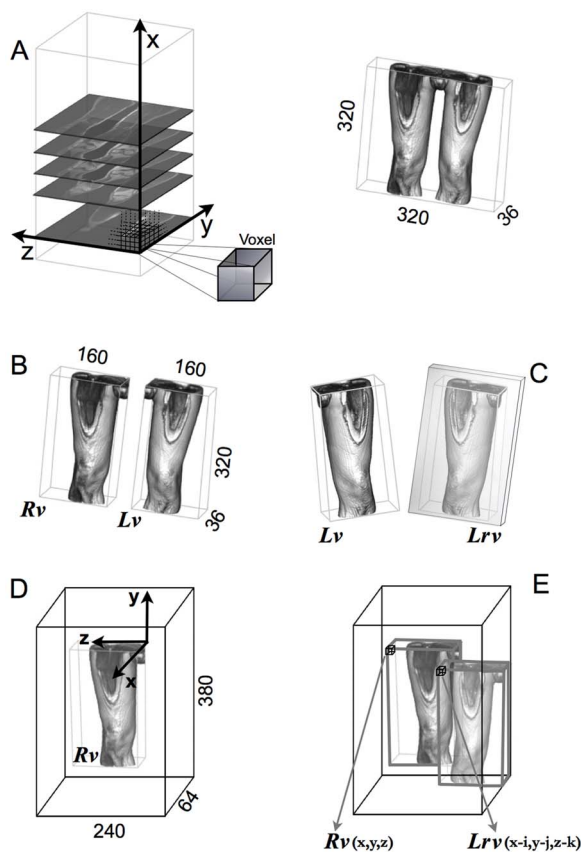 A
x
y
z
Voxel
320
320
36
B
160
160
320
36
Rv
Lv
C
Lv
Lrv
D
y
z
x
Rv
380
64
240
E
Rv(x,y,z)
Lrv(x-i,y-j,z-k)